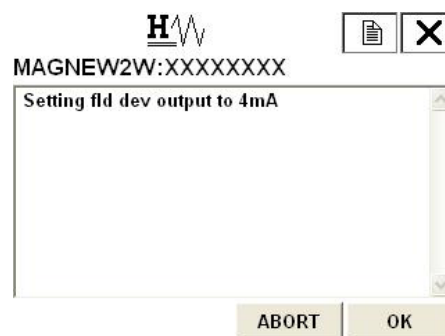 H
MAGNEW2W:XXXXXXXX
Setting fld dev output to 4mA
ABORT
OK